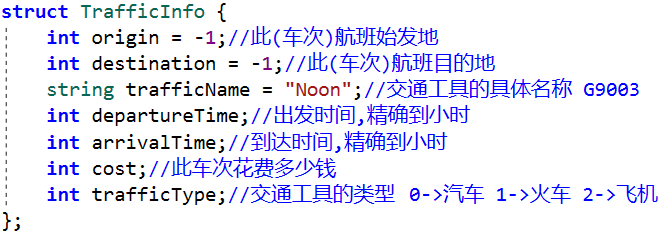 struct TrafficInfo {
int origin = -1;//此(车次)航班始发地
int destination = -1;//此(车次)航班目的地
string trafficName = "Noon";//交通工具的具体名称 G9003
int departureTime;//出发时间,精确到小时
int arrivalTime;//到达时间,精确到小时
int cost;//此车次花费多少钱
int trafficType;//交通工具的类型 0->汽车 1->火车 2->飞机
};